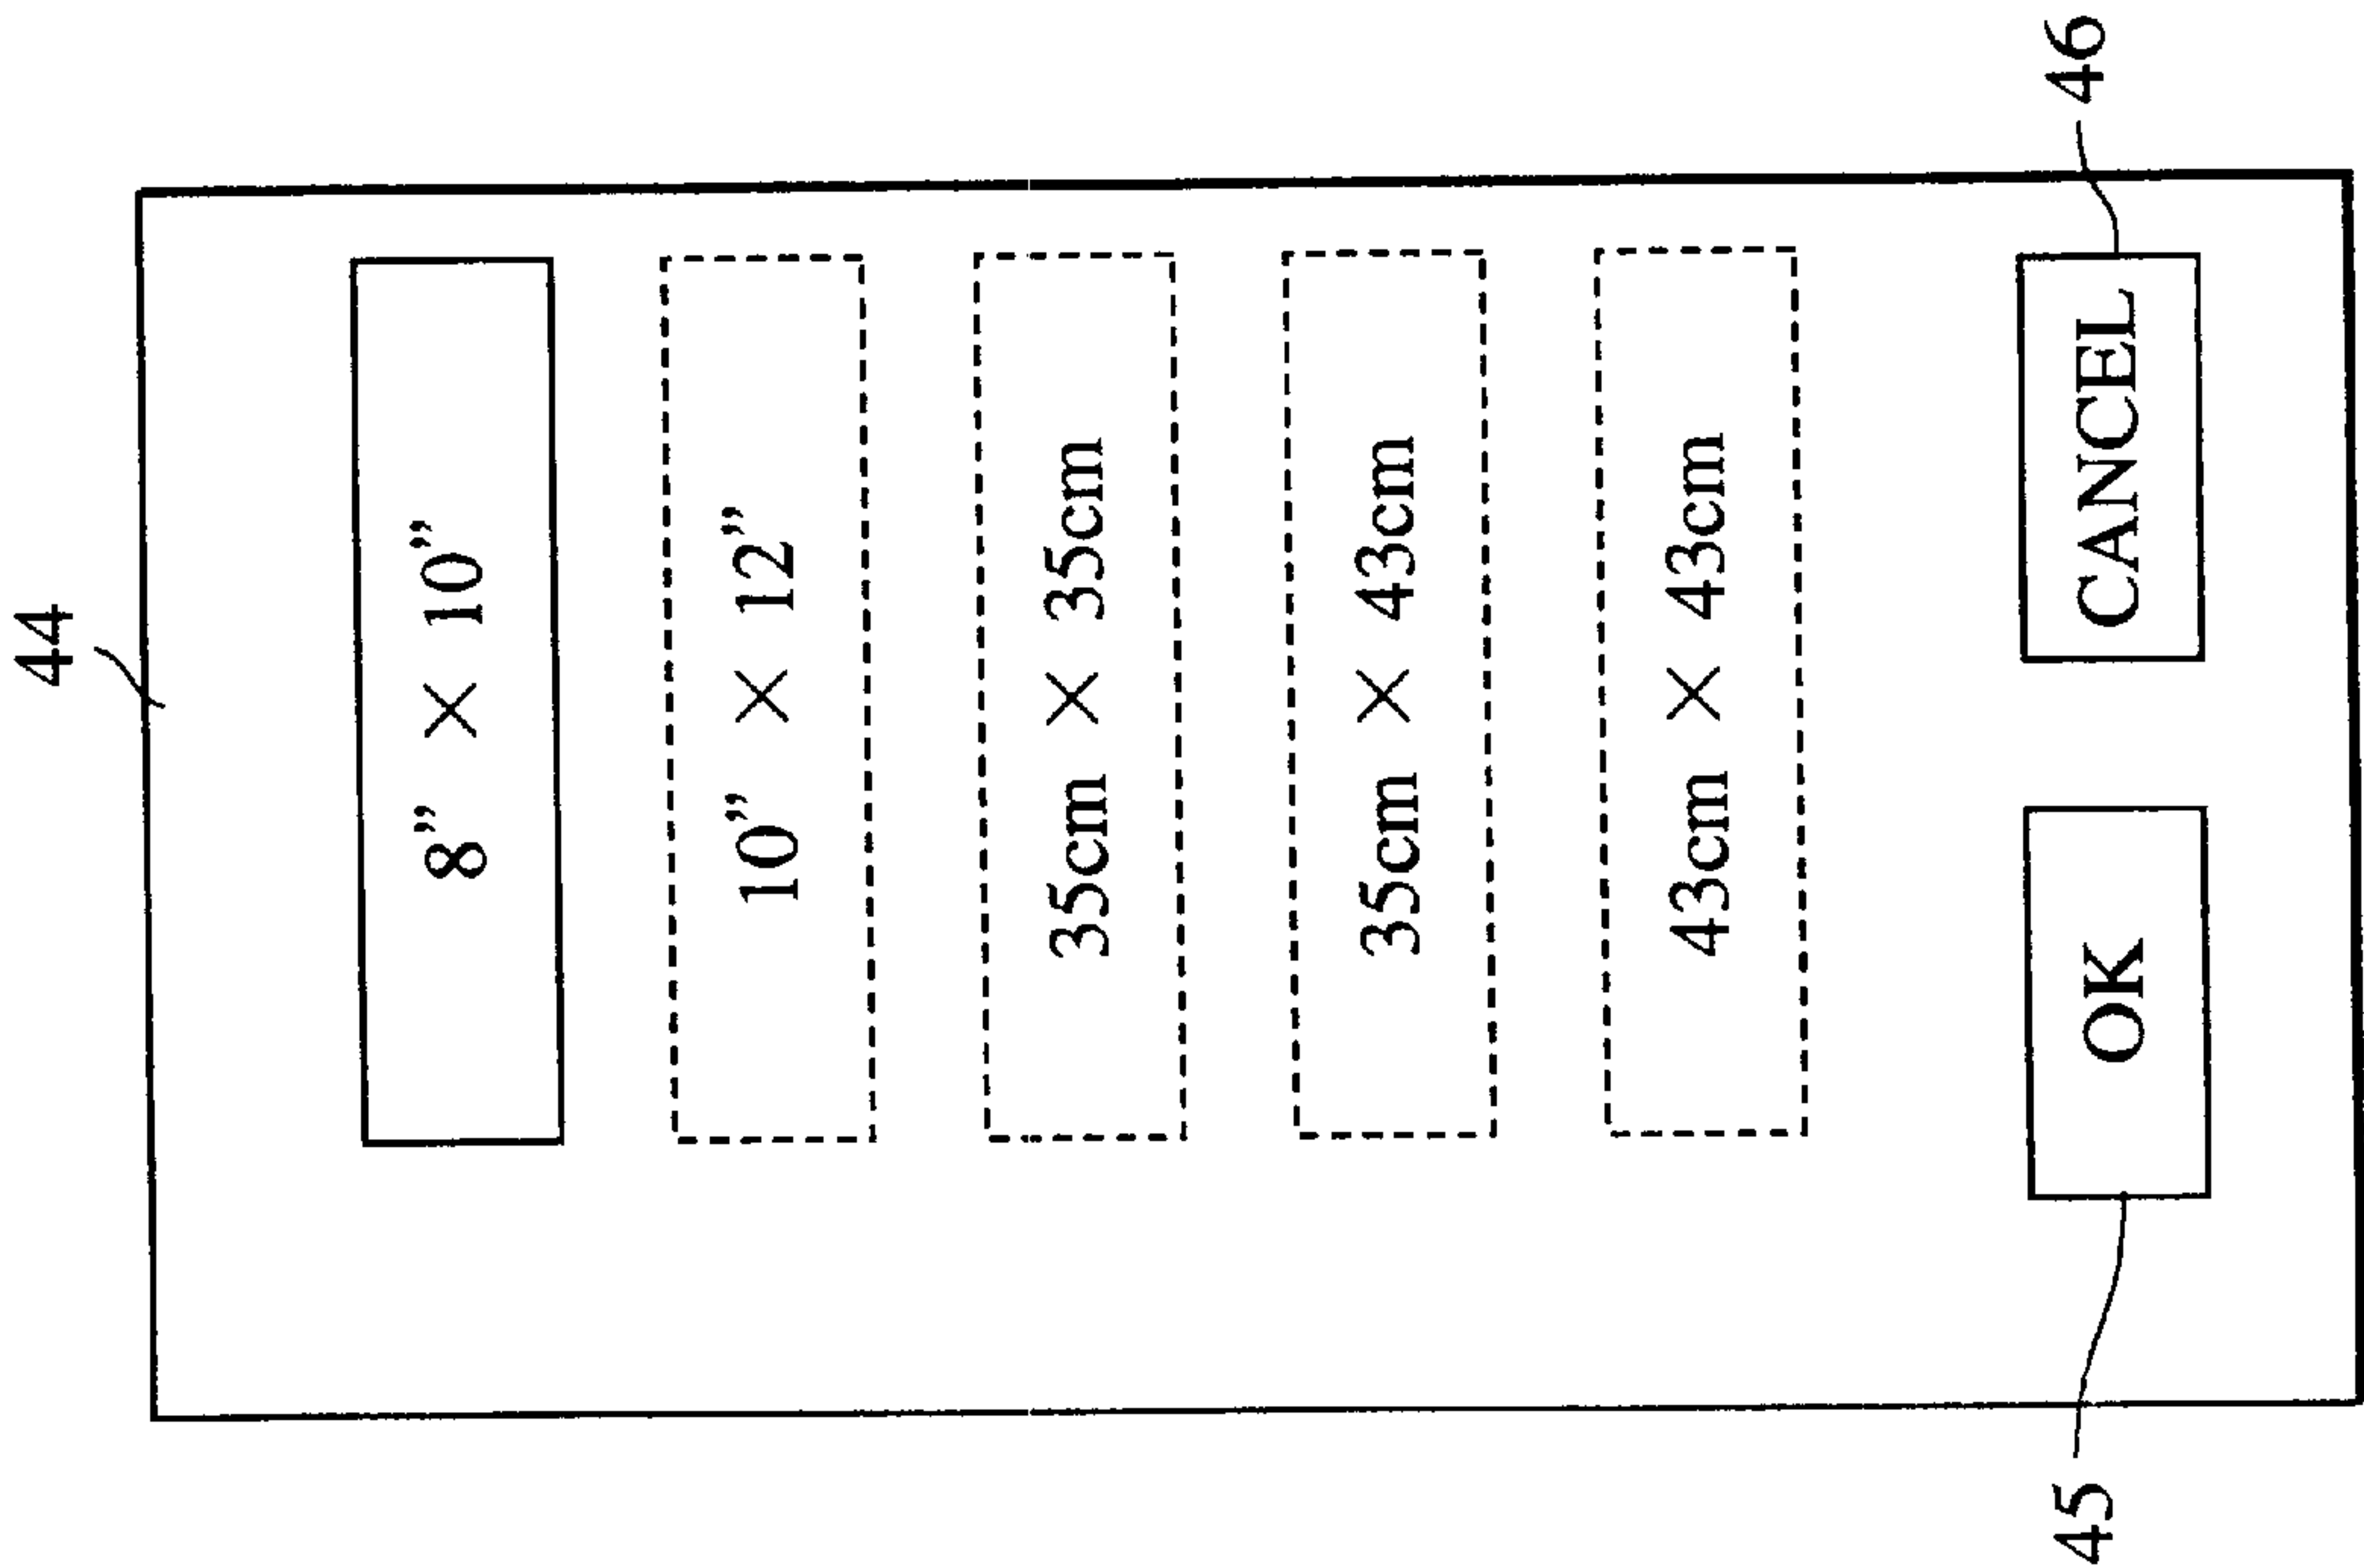 44
8” × 10”
10” × 12”
35cm × 35cm
35cm × 43cm
43cm × 43cm
OK CANCEL
45 46